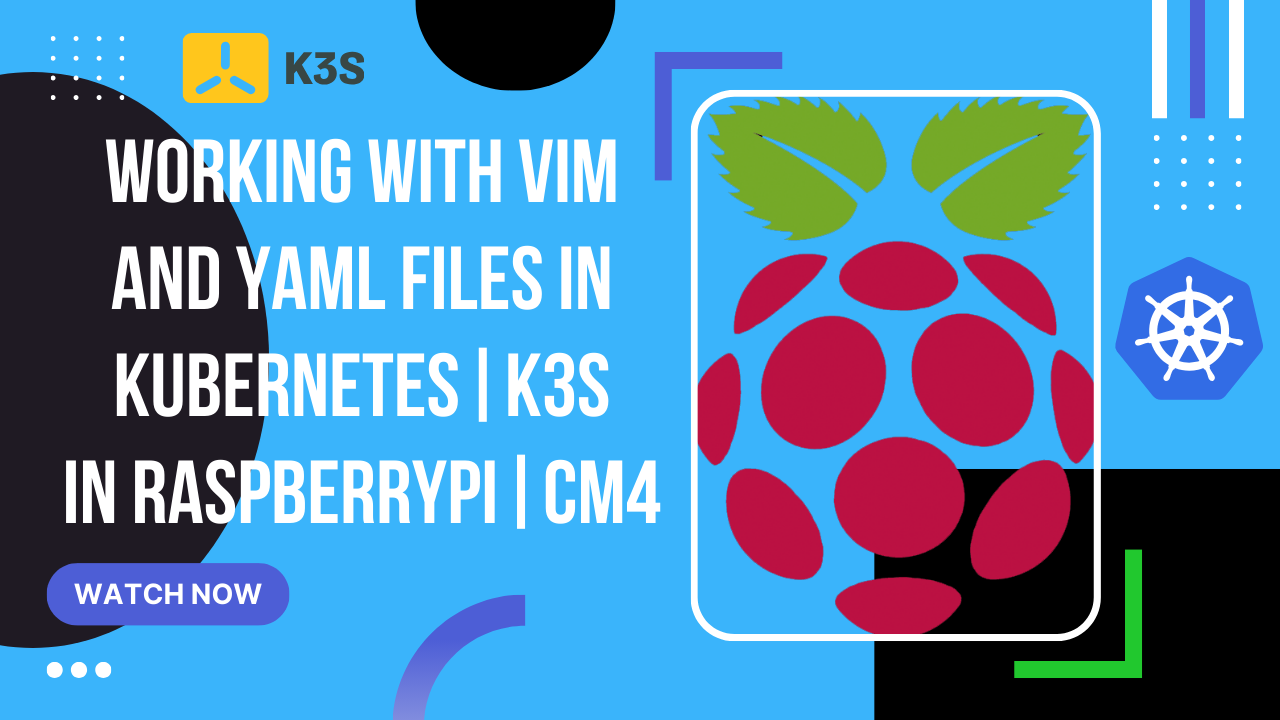 K3S
WORKING WITH VIM
AND YAML FILES IN
KUBERNETES | K3S
IN RASPBERRYPI | CM4
WATCH NOW